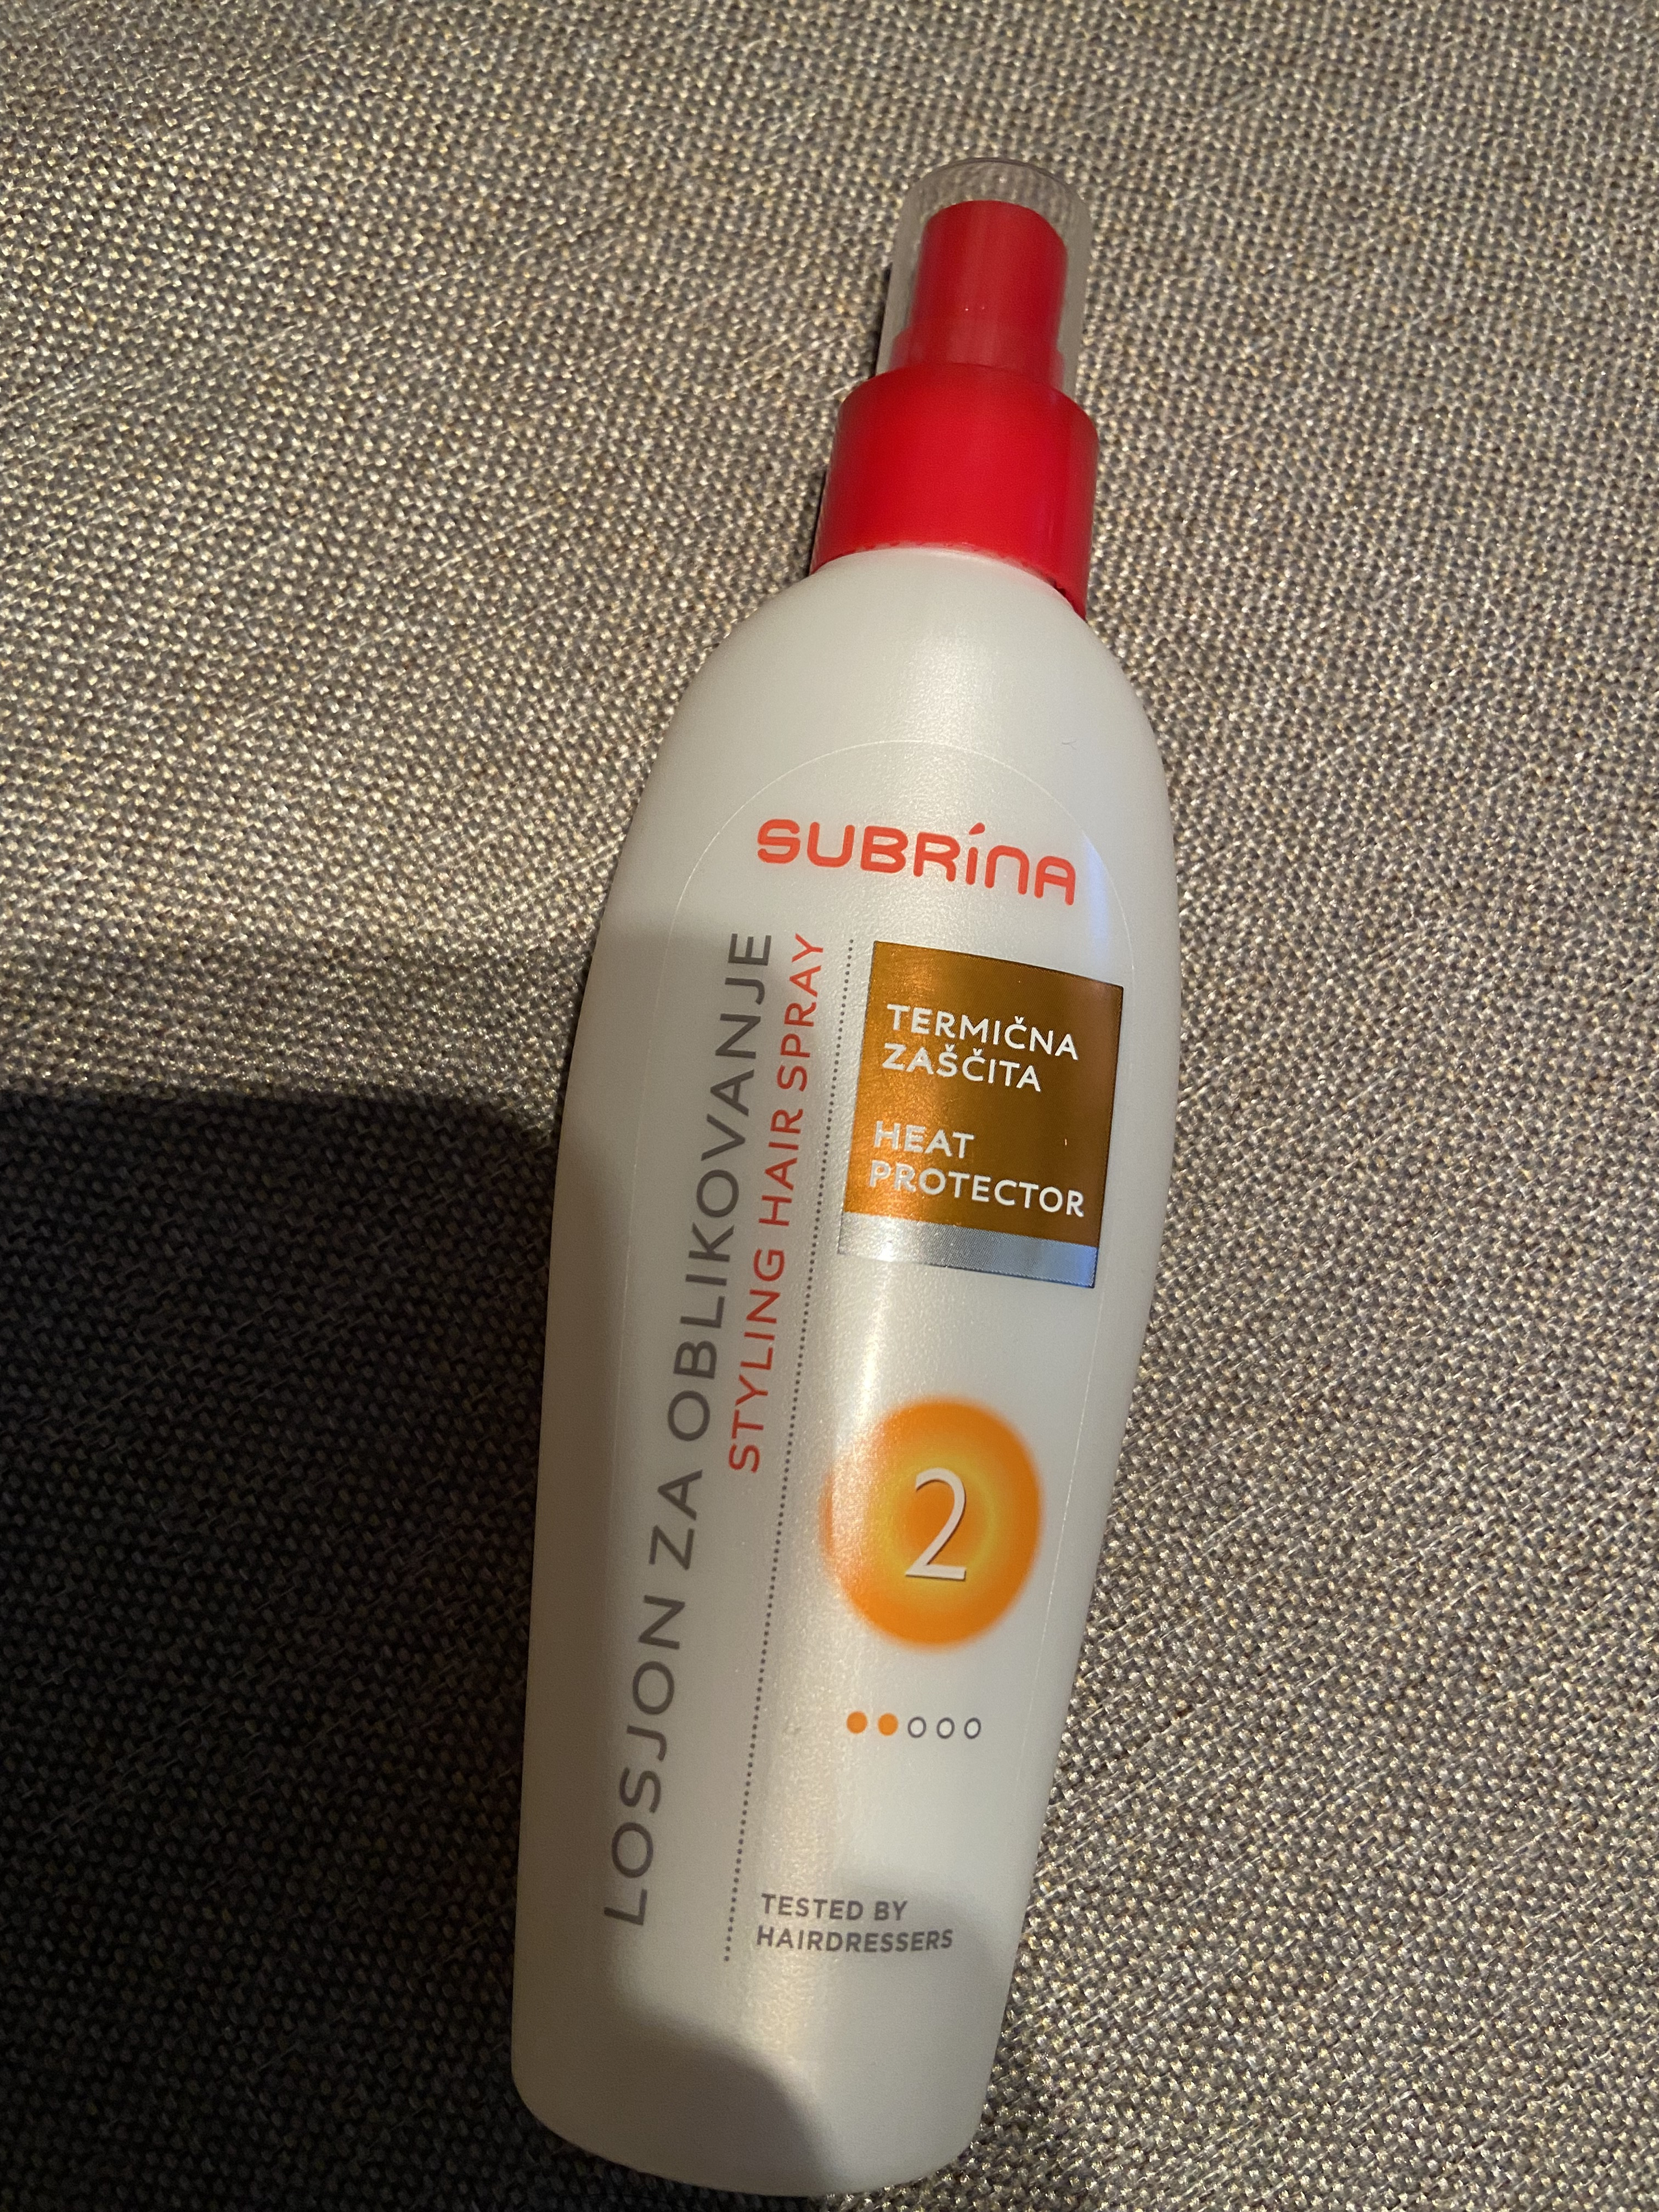 SUBRÍNA
LOSJON ZA OBLIKOVANJE
STYLING HAIR SPRAY
TERMIČNA
ZAŠČITA
HEAT
PROTECTOR
2
TESTED BY
HAIRDRESSERS